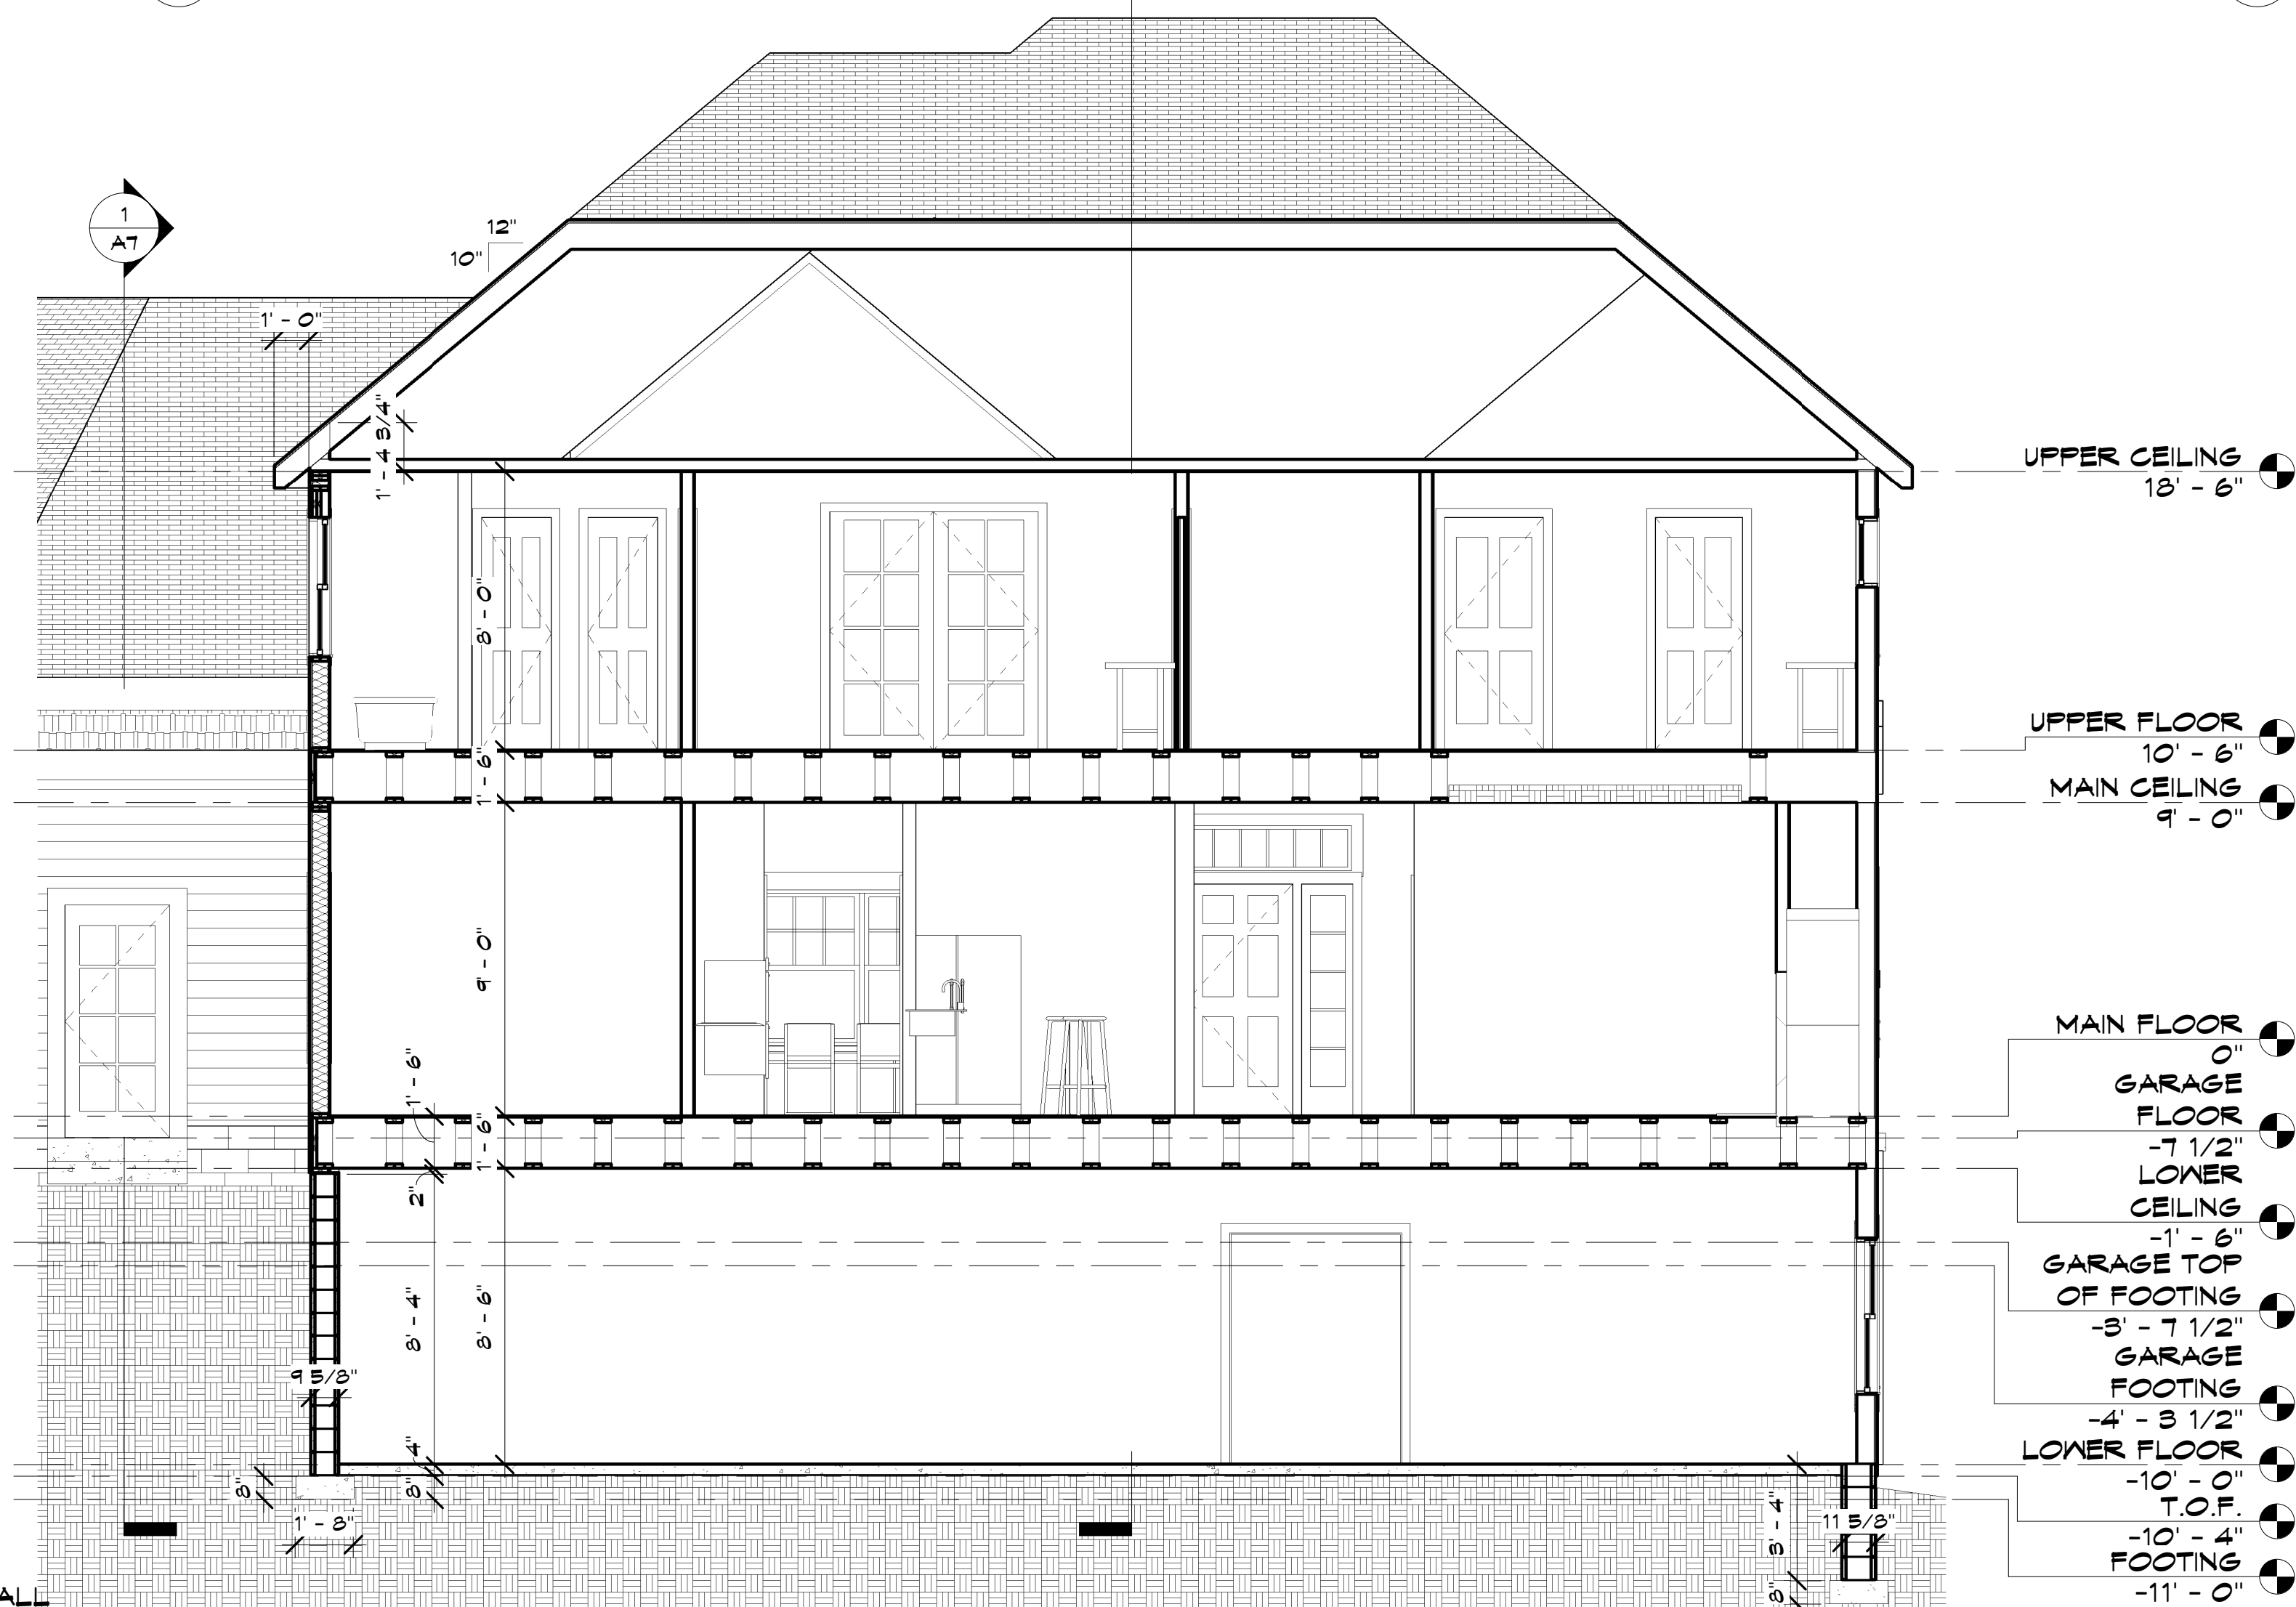 1
A7
12"
10"
1' - 0"
1' - 4 3/4"
8' - 0"
1' - 6"
9' - 0"
1' - 6"
1' - 6"
2"
8' - 4"
8' - 6"
9 5/8"
4"
8"
8"
1' - 8"
3' - 4"
11 5/8"
8"
UPPER CEILING
18' - 6"
UPPER FLOOR
10' - 6"
MAIN CEILING
9' - 0"
MAIN FLOOR
0"
GARAGE
FLOOR
-7 1/2"
LOWER
CEILING
-1' - 6"
GARAGE TOP
OF FOOTING
-3' - 7 1/2"
GARAGE
FOOTING
-4' - 3 1/2"
LOWER FLOOR
-10' - 0"
T.O.F.
-10' - 4"
FOOTING
-11' - 0"